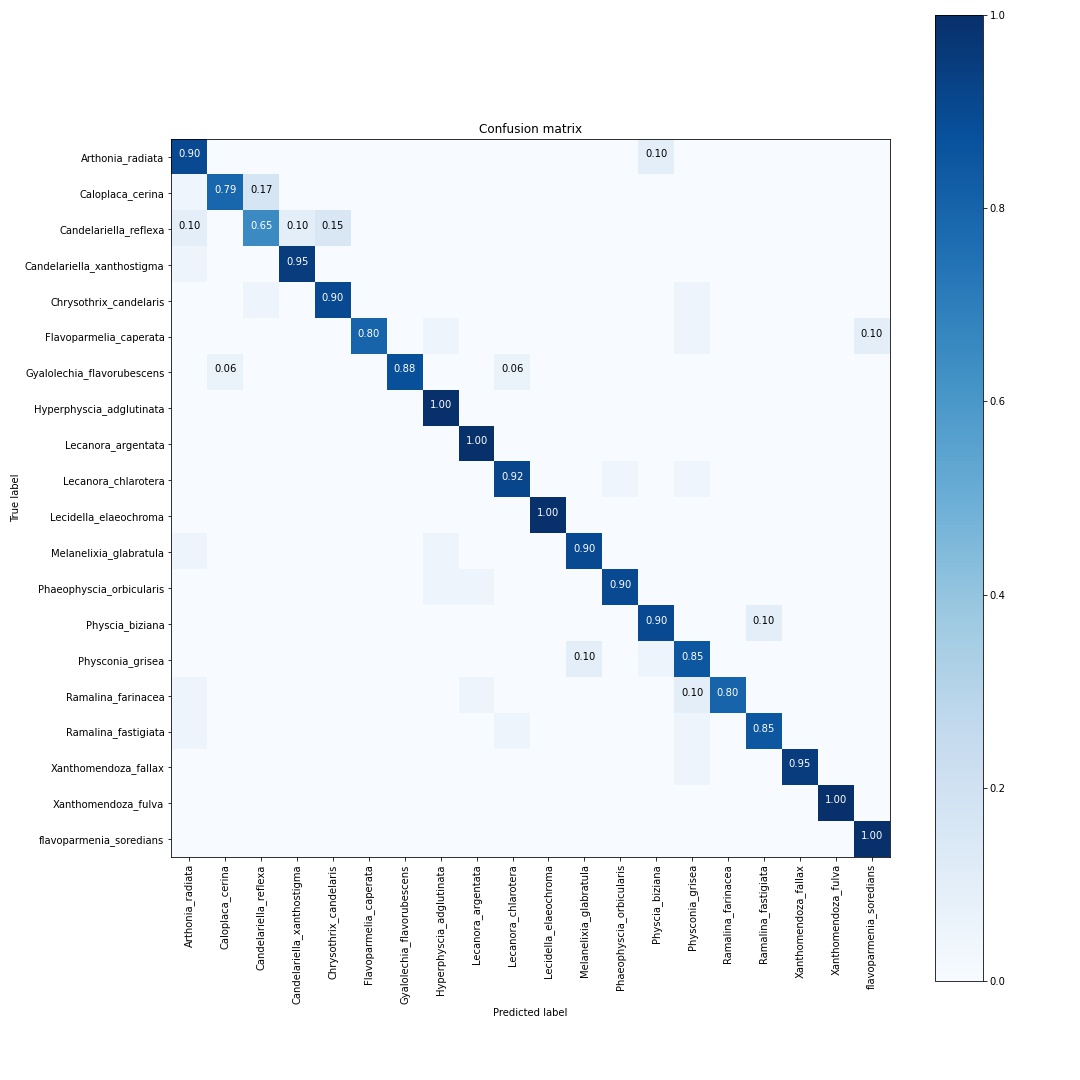 Confusion matrix
1.0
0.8
0.6
0.4
0.2
0.0
True label
Arthonia_radiata 0.90 0.10
Caloplaca_cerina 0.79 0.17
Candelariella_reflexa 0.10 0.65 0.10 0.15
Candelariella_xanthostigma 0.95
Chrysothrix_candelaris 0.90
Flavoparmelia_caperata 0.80 0.10
Gyalolechia_flavorubescens 0.06 0.88 0.06
Hyperphyscia_adglutinata 1.00
Lecanora_argentata 1.00
Lecanora_chlarotera 0.92
Lecidella_elaeochroma 1.00
Melanelixia_glabratula 0.90
Phaeophyscia_orbicularis 0.90
Physcia_biziana 0.90 0.10
Physconia_grisea 0.10 0.85
Ramalina_farinacea 0.10 0.80
Ramalina_fastigiata 0.85
Xanthomendoza_fallax 0.95
Xanthomendoza_fulva 1.00
flavoparmenia_soredians 1.00
Arthonia_radiata
Caloplaca_cerina
Candelariella_reflexa
Candelariella_xanthostigma
Chrysothrix_candelaris
Flavoparmelia_caperata
Gyalolechia_flavorubescens
Hyperphyscia_adglutinata
Lecanora_argentata
Lecanora_chlarotera
Lecidella_elaeochroma
Melanelixia_glabratula
Phaeophyscia_orbicularis
Physcia_biziana
Physconia_grisea
Ramalina_farinacea
Ramalina_fastigiata
Xanthomendoza_fallax
Xanthomendoza_fulva
flavoparmenia_soredians
Predicted label